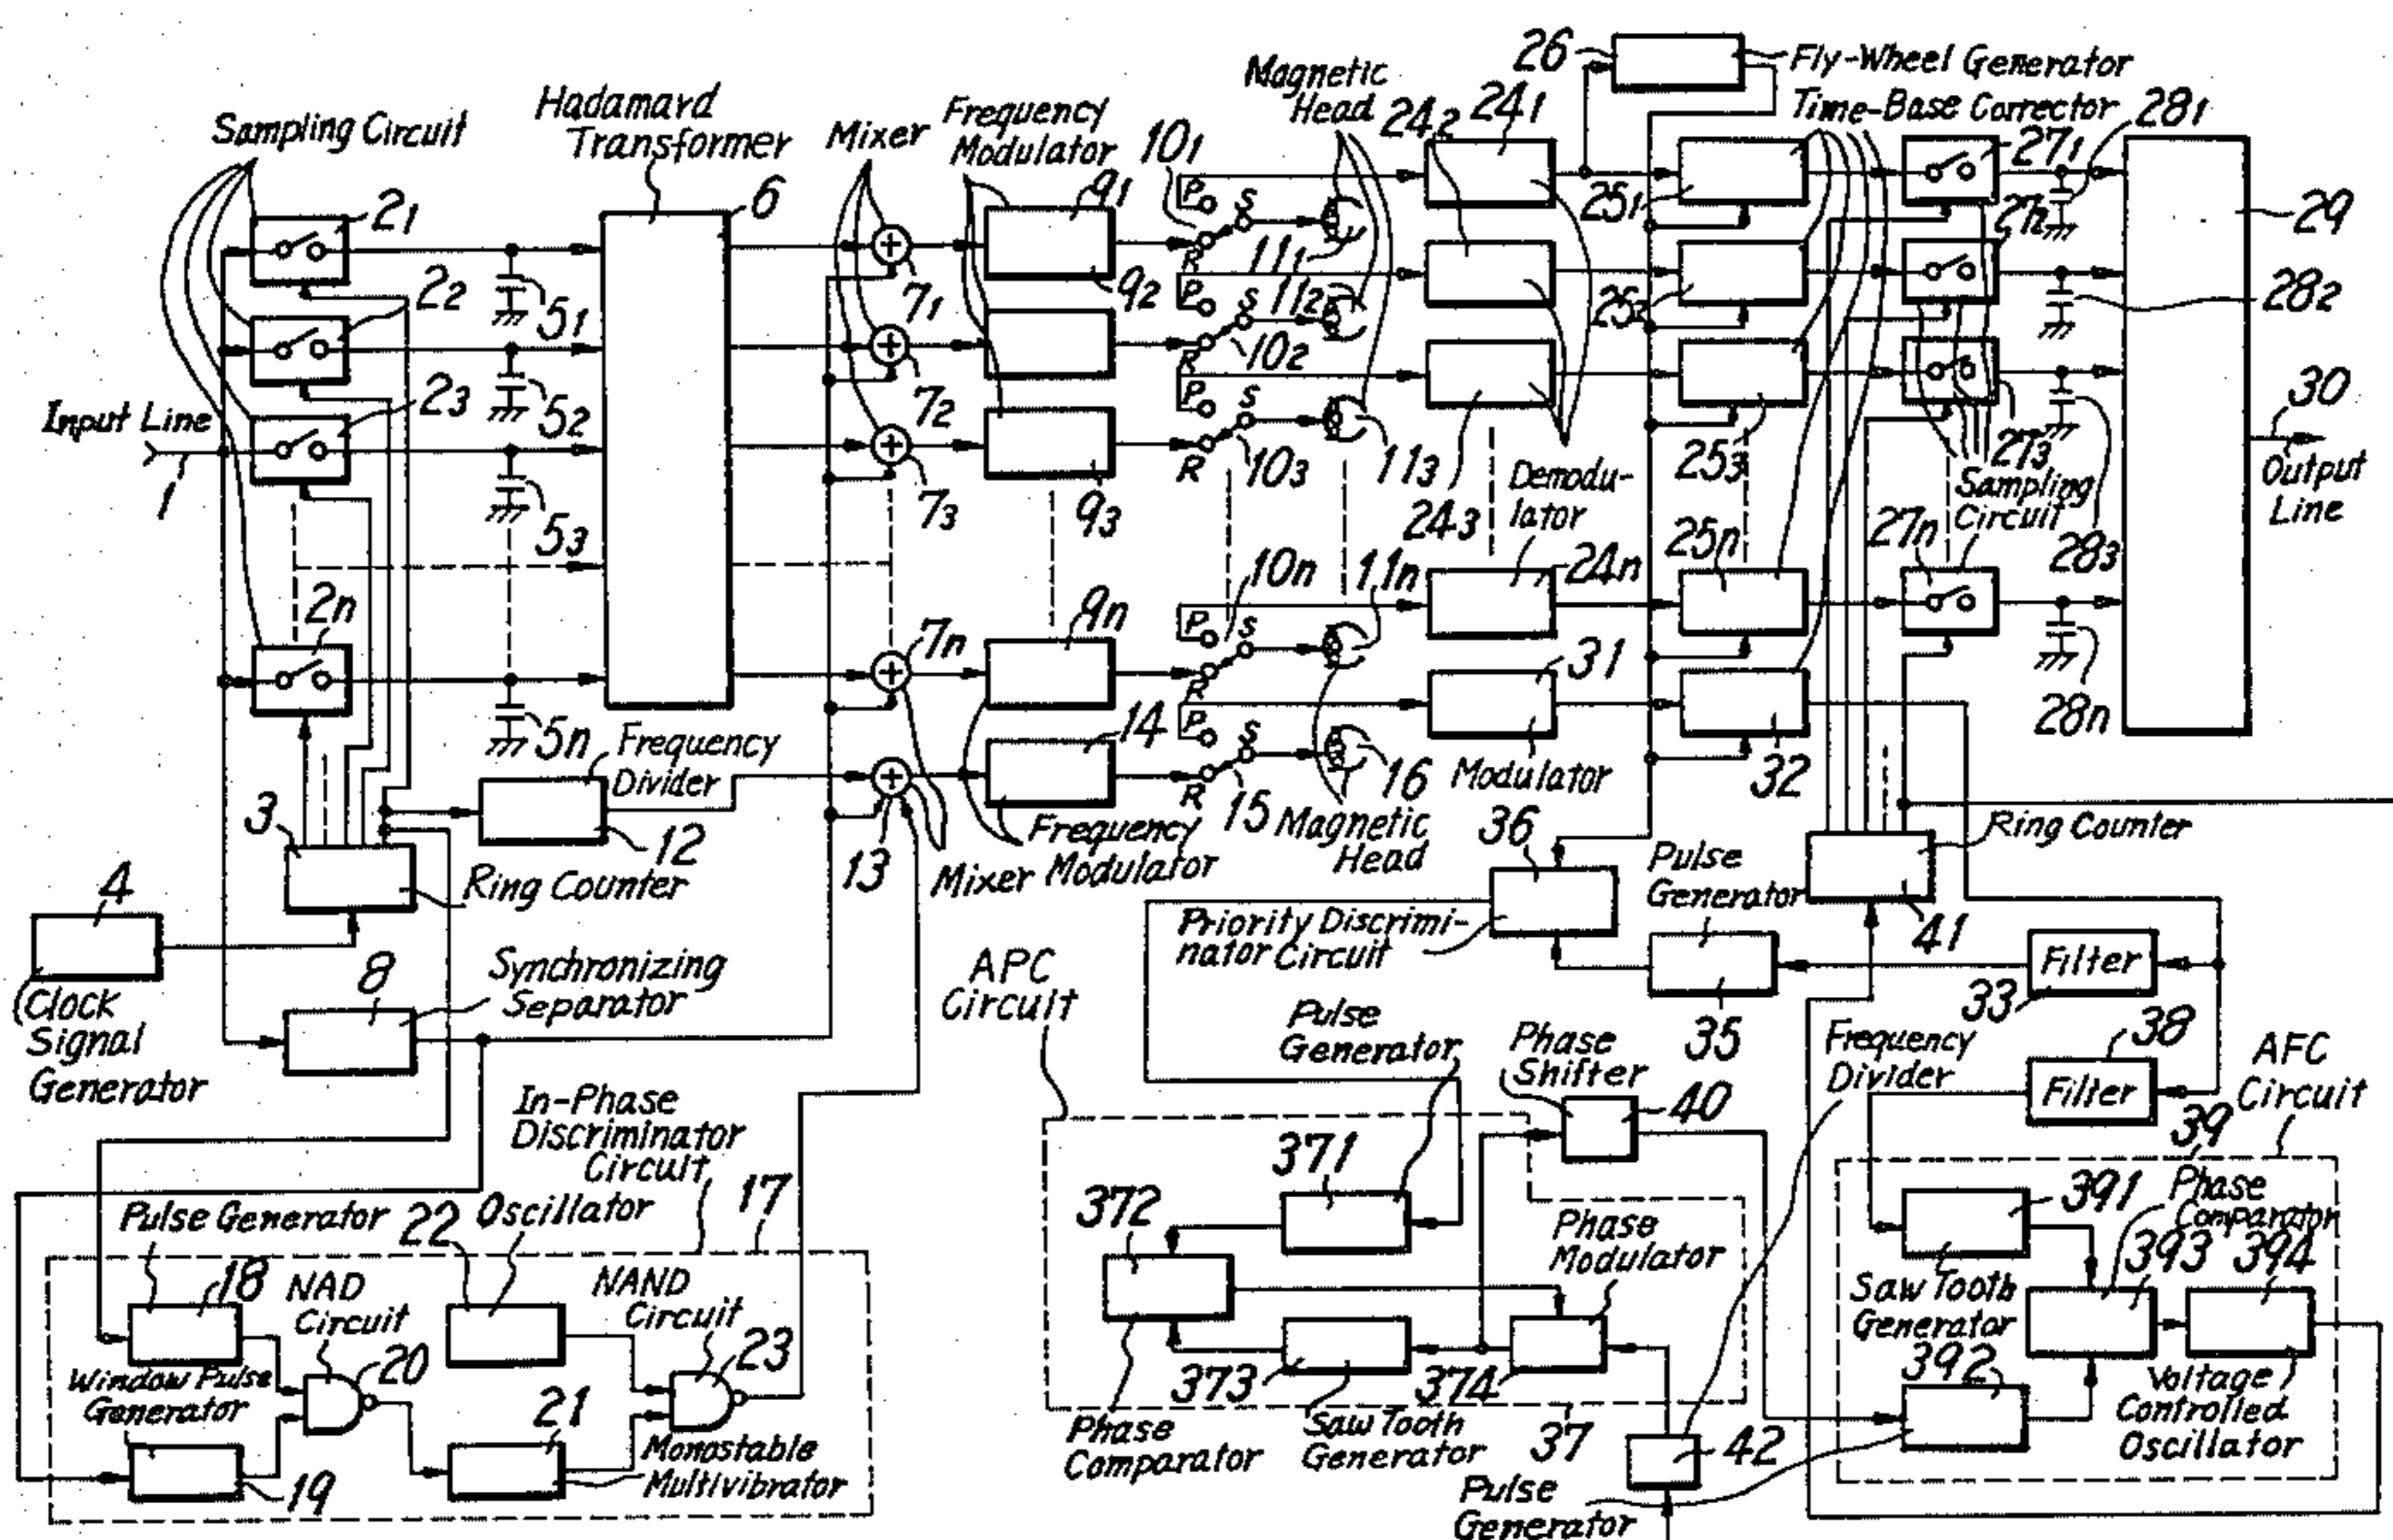 Sampling Circuit
Hadamard
Transformer
Mixer
Frequency
Modulator
Magnetic
Head
26
Fly-Wheel Generator
Time-Base Corrector
21
22
23
2n
6
71
72
73
7n
91
92
93
9n
101
102
103
10n
111
112
113
11n
P
S
R
P
S
R
P
S
R
P
S
R
P
S
R
241
242
243
24n
251
252
253
25n
271
272
273
27n
281
282
283
28n
29
30
Output
Line
Input Line
1
51
52
53
5n
Demodu-
lator
Sampling
Circuit
Frequency
Divider
12
3
Ring Counter
4
Clock
Signal
Generator
8
Synchronizing
Separator
13
14
15
16
Mixer
Frequency
Modulator
Magnetic
Head
31
Modulator
32
36
Priority Discrimi-
nator Circuit
Pulse
Generator
35
Ring Counter
41
Filter
33
Filter
38
AFC
Circuit
39
APC
Circuit
Pulse
Generator
Phase
Shifter
40
Frequency
Divider
In-Phase
Discriminator
Circuit
17
Pulse Generator
22
Oscillator
18
NAD
Circuit
NAND
Circuit
20
23
Window Pulse
Generator
19
21
Monostable
Multivibrator
371
372
Phase
Modulator
373
374
Phase
Comparator
Saw Tooth
Generator
37
42
Pulse
Generator
391
Phase
Comparator
393
394
Saw Tooth
Generator
392
Voltage
Controlled
Oscillator